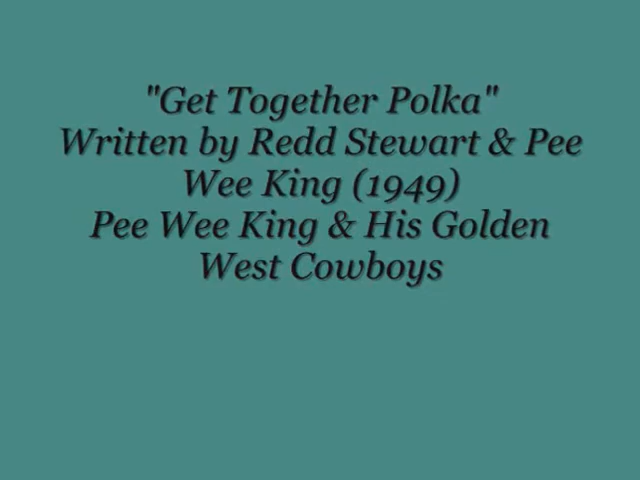 "Get Together Polka"
Written by Redd Stewart & Pee
Wee King (1949)
Pee Wee King & His Golden
West Cowboys